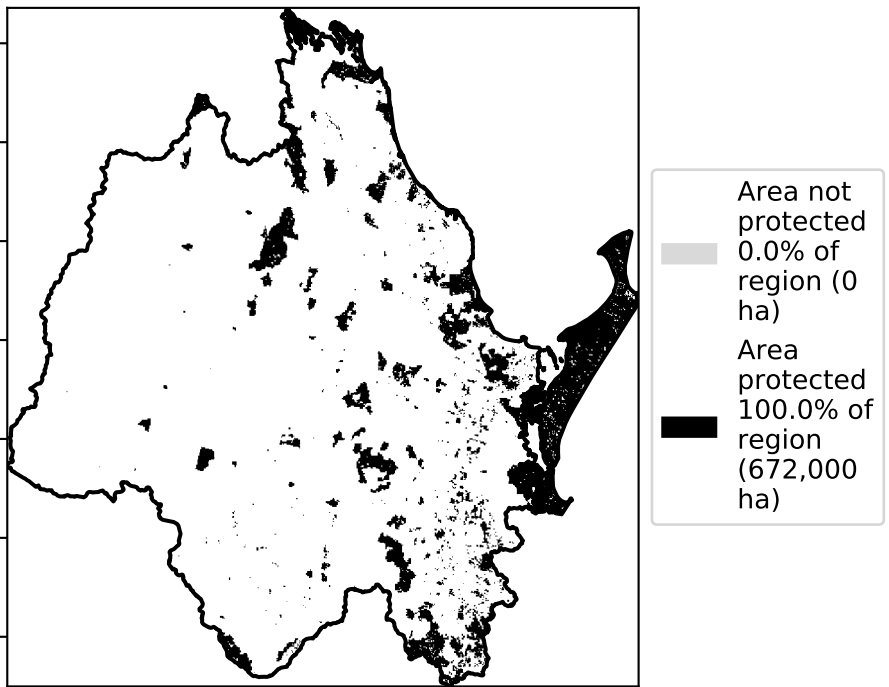 Area not
protected
0.0% of
region (0
ha)
Area
protected
100.0% of
region
(672,000
ha)